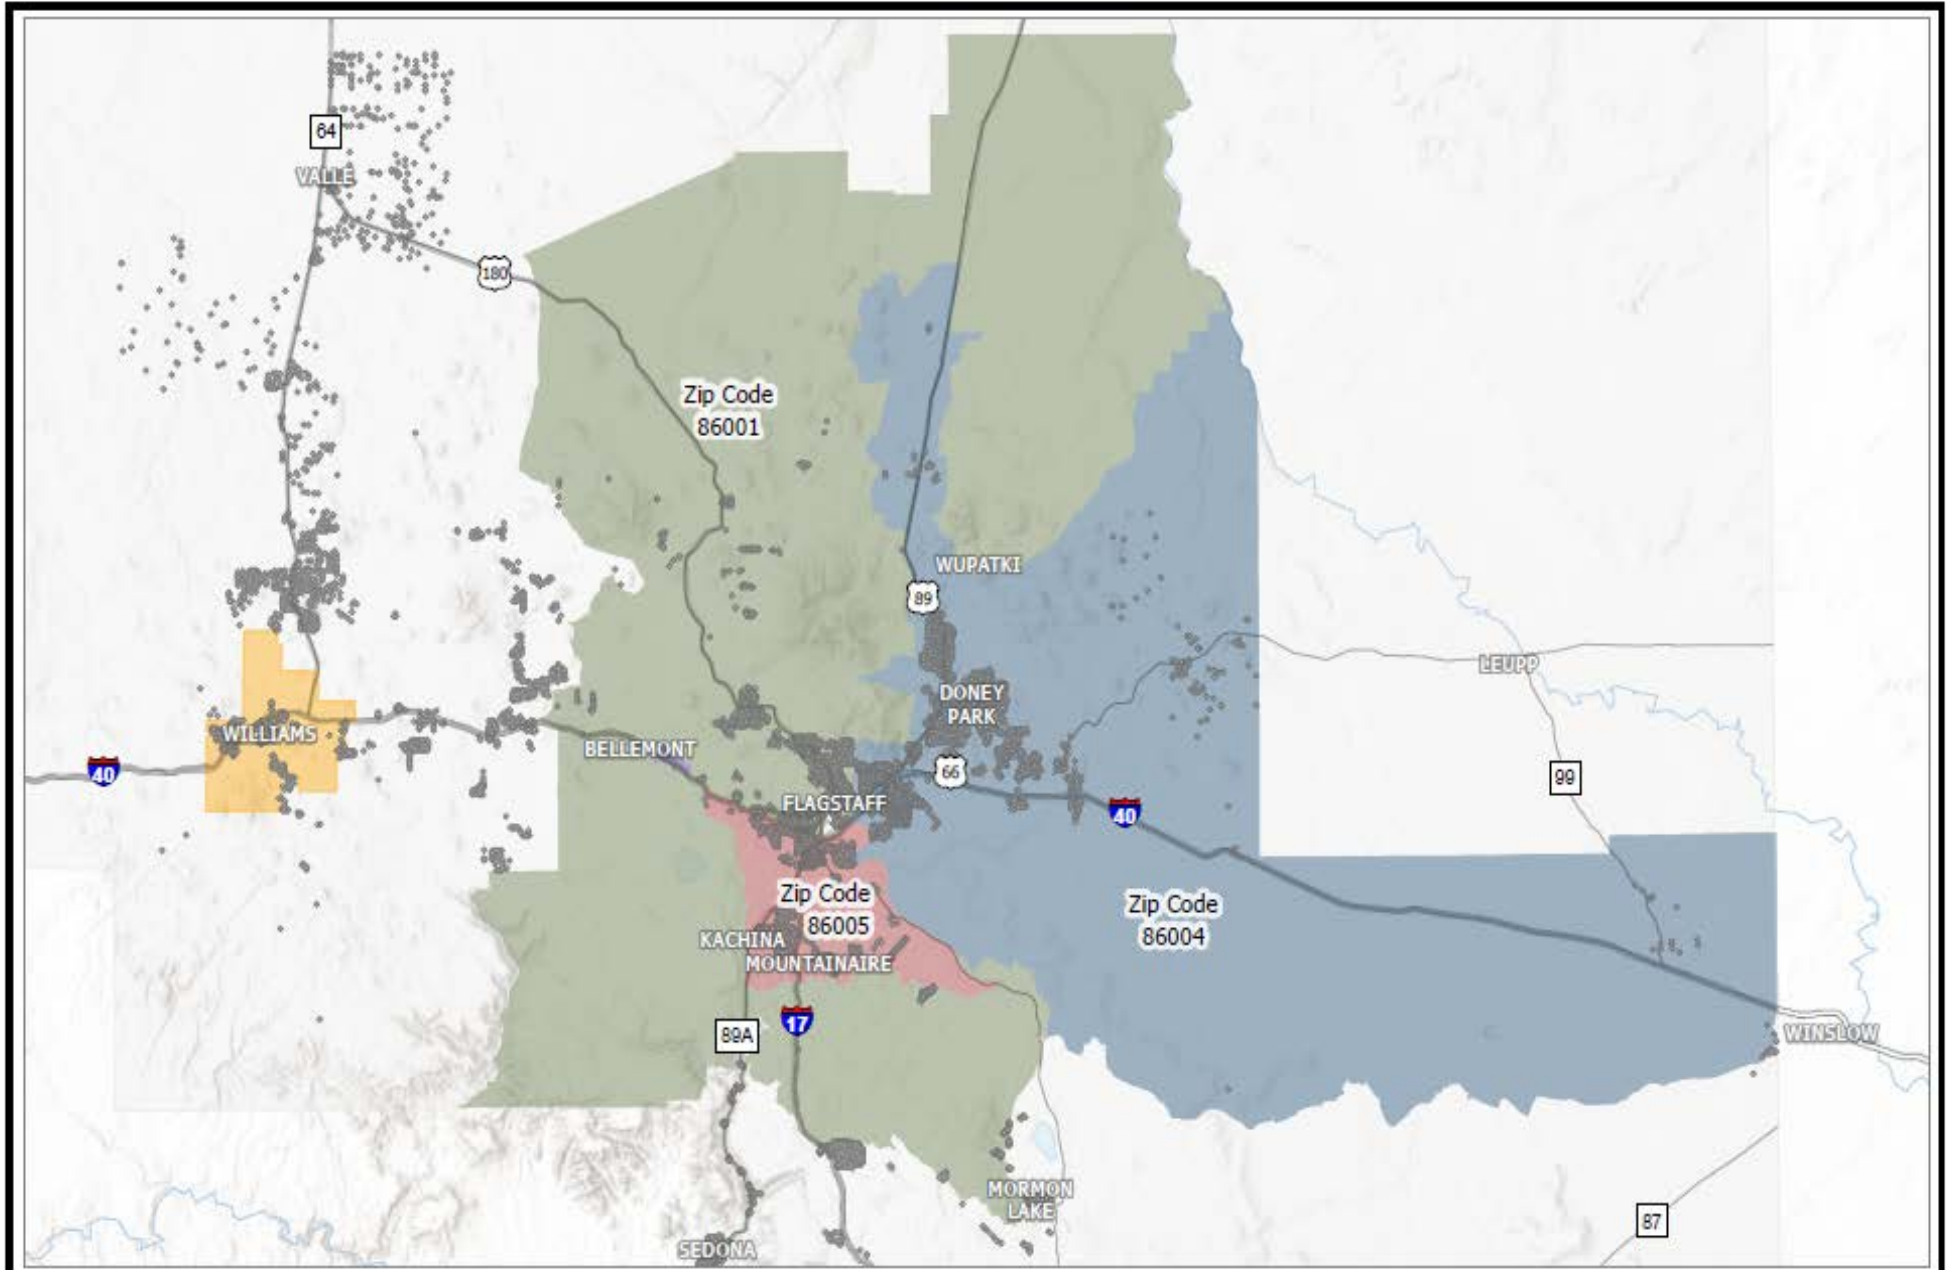 64
VALLE
180
Zip Code
86001
WUPATKI
89
LEUPP
DONEY
PARK
WILLIAMS
BELLEMONT
40
66
99
FLAGSTAFF
40
Zip Code
86005
Zip Code
86004
KACHINA
MOUNTAINAIRE
17
89A
WINSLOW
MORMON
LAKE
87
SEDONA